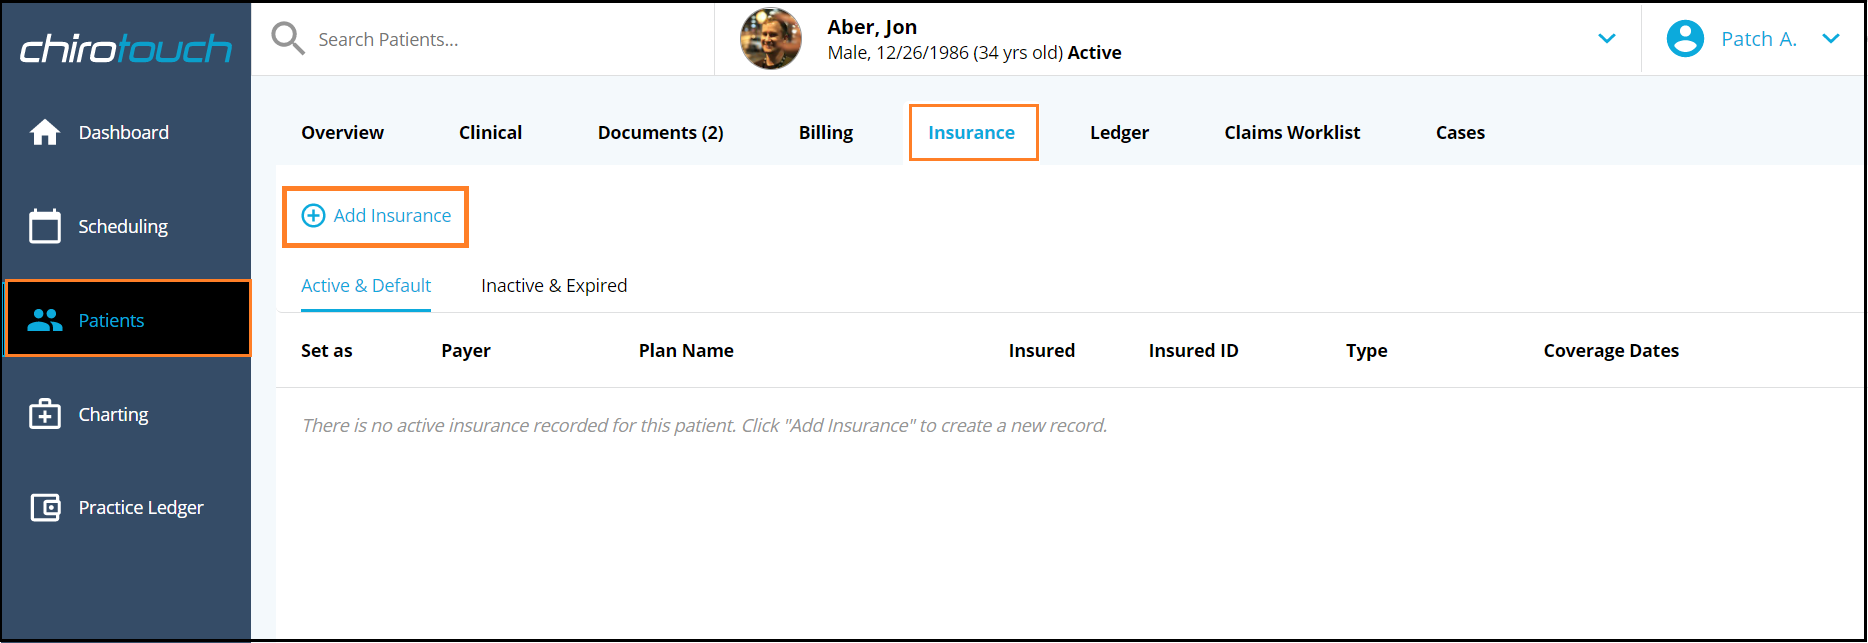 chirotouch
Search Patients...
Aber, Jon
Male, 12/26/1986 (34 yrs old) Active
Patch A.
Dashboard
Scheduling
Patients
Charting
Practice Ledger
Overview Clinical Documents (2) Billing Insurance Ledger Claims Worklist Cases
Add Insurance
Active & Default Inactive & Expired
Set as Payer Plan Name Insured Insured ID Type Coverage Dates
There is no active insurance recorded for this patient. Click "Add Insurance" to create a new record.